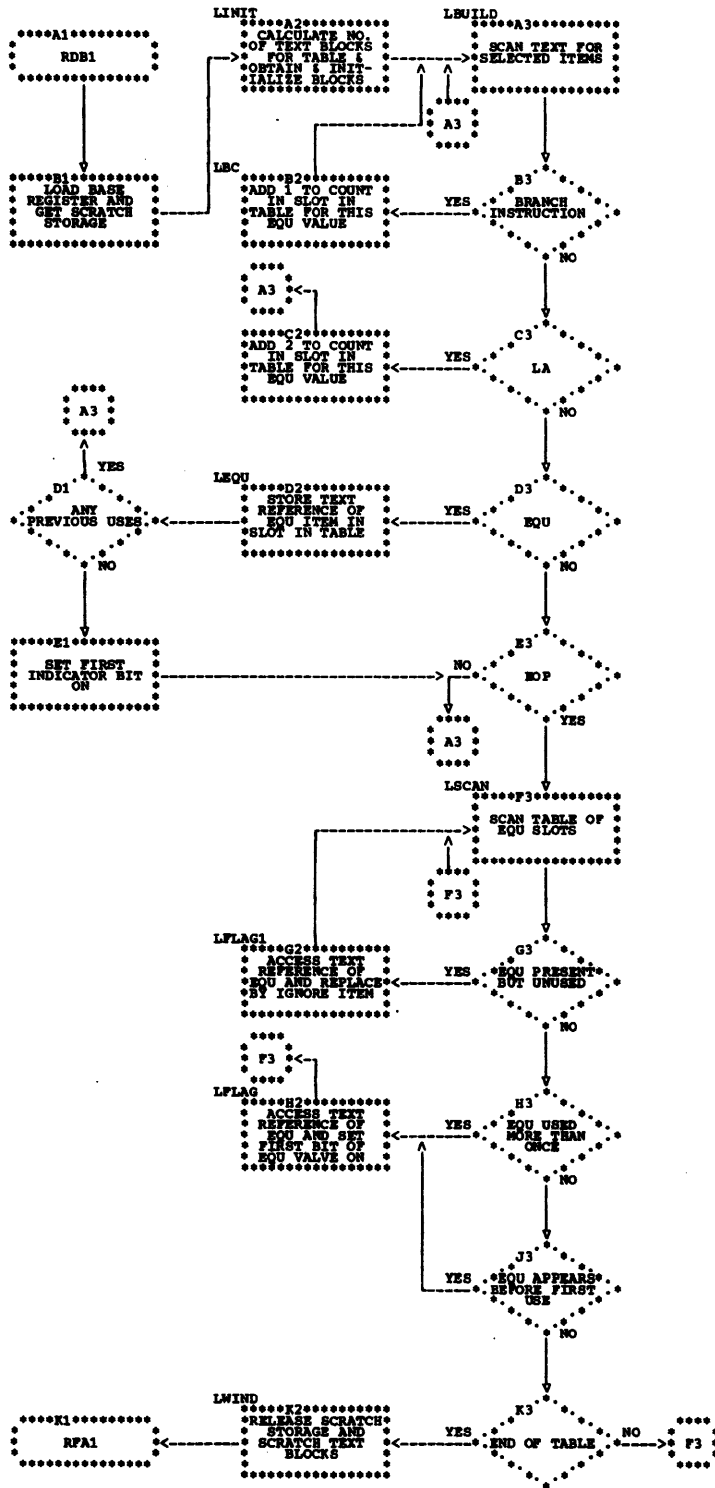 LINIT
LBUILD
A1
RDB1
A2
CALCULATE NO.
OF TEXT BLOCKS
FOR TABLE &
OBTAIN & INIT-
IALIZE BLOCKS
A3
SCAN TEXT FOR
SELECTED ITEMS
A3
LBC
B1
LOAD BASE
REGISTER AND
GET SCRATCH
STORAGE
B2
ADD 1 TO COUNT
IN SLOT IN
TABLE FOR THIS
EQU VALUE
YES
B3
BRANCH
INSTRUCTION
NO
A3
C2
ADD 2 TO COUNT
IN SLOT IN
TABLE FOR THIS
EQU VALUE
YES
C3
LA
NO
A3
YES
LEQU
D1
ANY
PREVIOUS USES
NO
D2
STORE TEXT
REFERENCE OF
EQU ITEM IN
SLOT IN TABLE
YES
D3
EQU
NO
E1
SET FIRST
INDICATOR BIT
ON
NO
E3
EOP
YES
A3
LSCAN
F3
SCAN TABLE OF
EQU SLOTS
F3
LFLAG1
G2
ACCESS TEXT
REFERENCE OF
EQU AND REPLACE
BY IGNORE ITEM
YES
G3
EQU PRESENT
BUT UNUSED
NO
F3
LFLAG
H2
ACCESS TEXT
REFERENCE OF
EQU AND SET
FIRST BIT OF
EQU VALVE ON
YES
H3
EQU USED
MORE THAN
ONCE
NO
YES
J3
EQU APPEARS
BEFORE FIRST
USE
NO
LWIND
K1
RFA1
K2
RELEASE SCRATCH
STORAGE AND
SCRATCH TEXT
BLOCKS
YES
K3
END OF TABLE
NO
F3